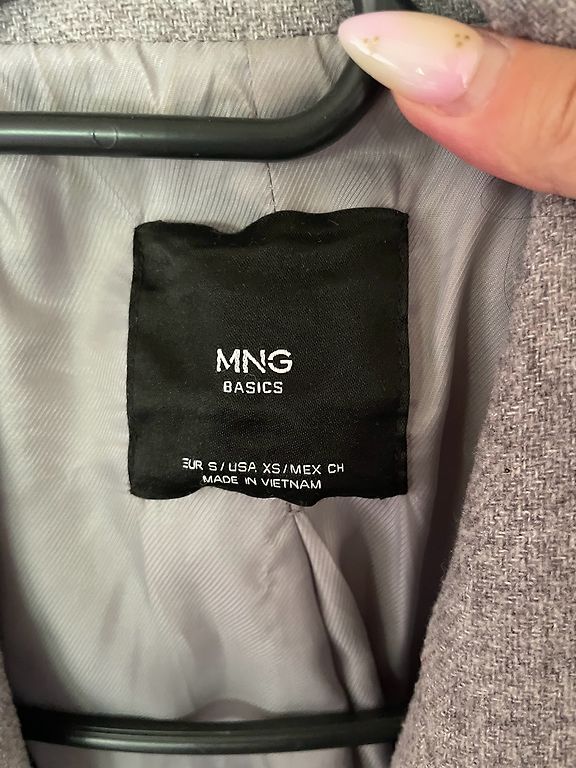 MNG
BASICS
EUR S/USA XS/MEX CH
MADE IN VIETNAM